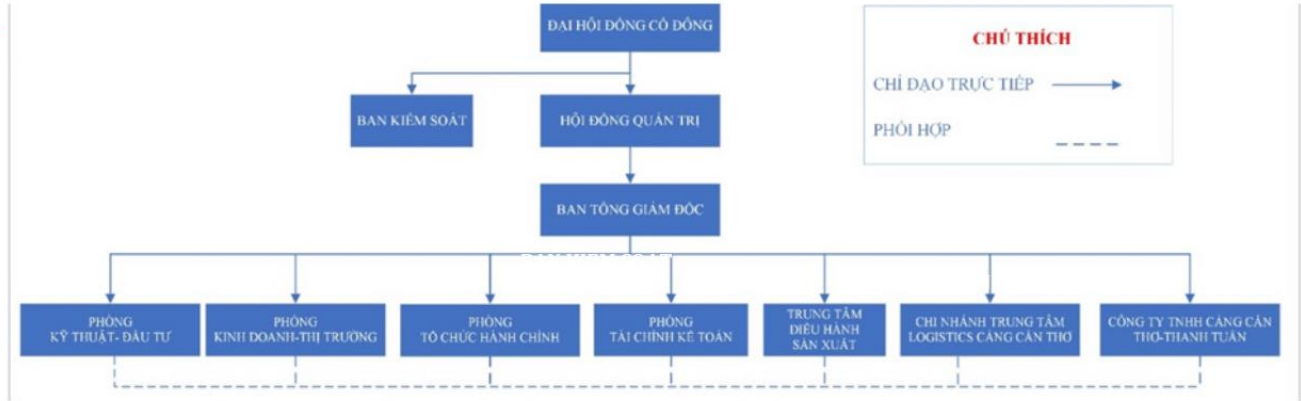 ĐẠI HỘI ĐỒNG CỔ ĐÔNG
CHÚ THÍCH
CHỈ ĐẠO TRỰC TIẾP
PHỐI HỢP
BAN KIỂM SOÁT
HỘI ĐỒNG QUẢN TRỊ
BAN TỔNG GIÁM ĐỐC
PHÒNG
KỸ THUẬT- ĐẦU TƯ
PHÒNG
KINH DOANH-THỊ TRƯỜNG
PHÒNG
TỔ CHỨC HÀNH CHÍNH
PHÒNG
TÀI CHÍNH KẾ TOÁN
TRUNG TÂM
ĐIỀU HÀNH
SẢN XUẤT
CHI NHÁNH TRUNG TÂM
LOGISTICS CẢNG CẦN THƠ
CÔNG TY TNHH CẢNG CẦN
THƠ-THANH TUẤN